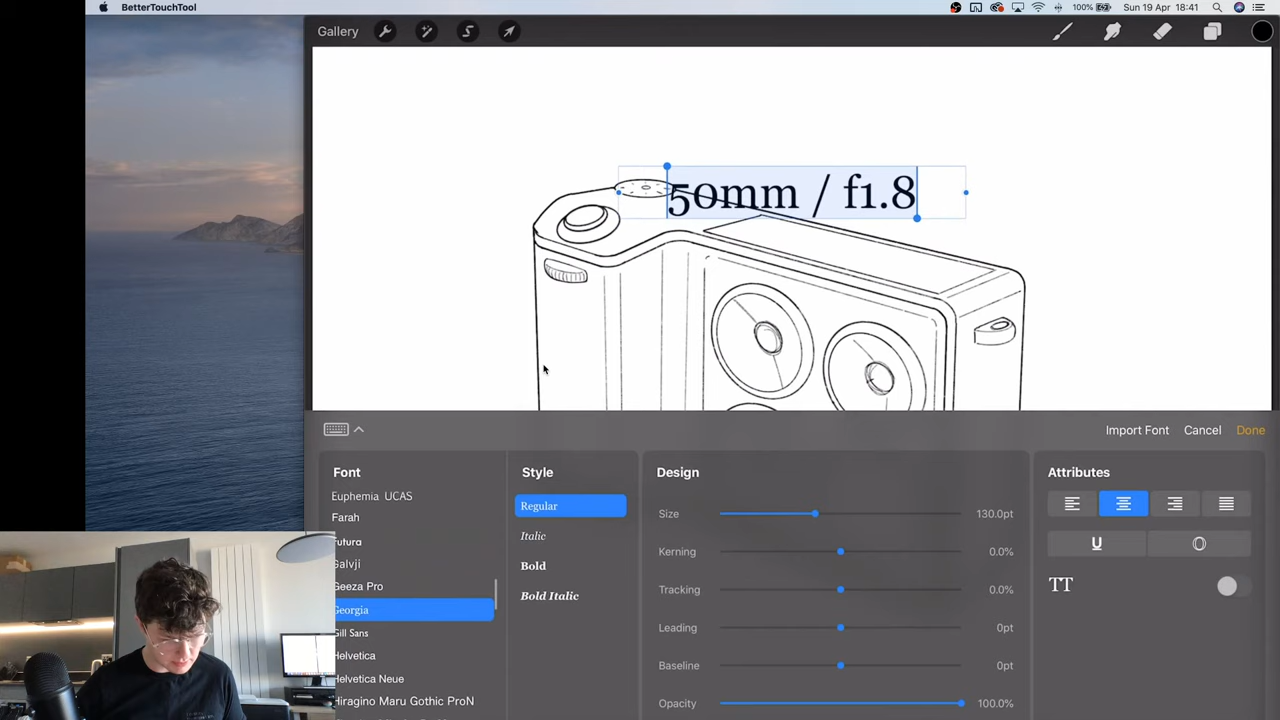 BetterTouchTool
100%
Sun 19 Apr 18:41
Gallery
50mm / f1.8
Import Font
Cancel
Done
Font
Euphemia UCAS
Farah
Futura
Galvji
Geeza Pro
Georgia
Gill Sans
Helvetica
Helvetica Neue
Hiragino Maru Gothic ProN
Style
Regular
Italic
Bold
Bold Italic
Design
Size
130.0pt
Kerning
0.0%
Tracking
0.0%
Leading
0pt
Baseline
0pt
Opacity
100.0%
Attributes
U
O
TT